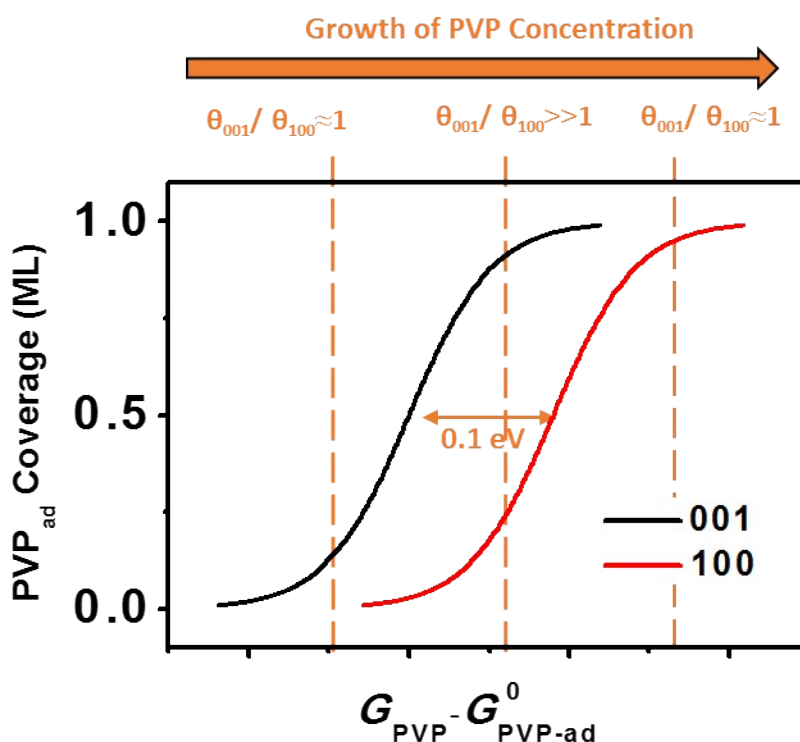 Growth of PVP Concentration
θ001/ θ100≈1 θ001/ θ100>>1 θ001/ θ100≈1
1.0
0.5
0.0
PVPad Coverage (ML)
0.1 eV
001
100
GPVP-G0PVP-ad